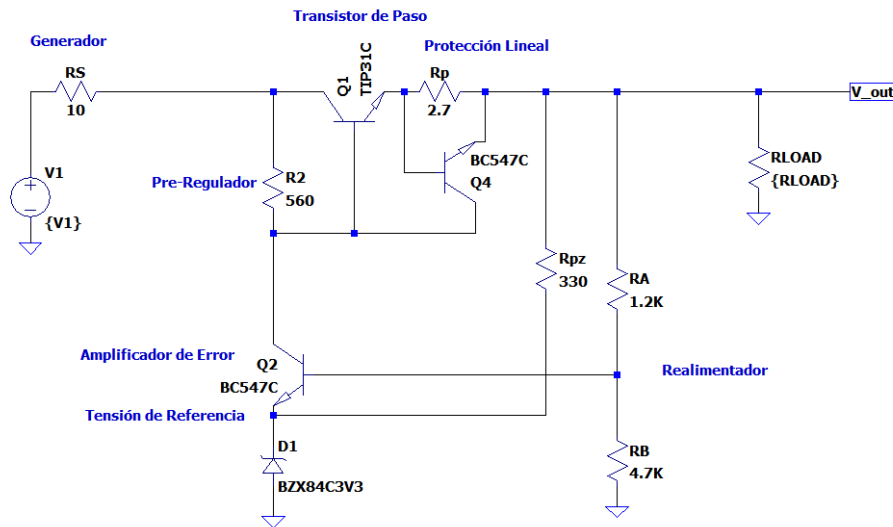 Transistor de Paso
Generador
Protección Lineal
RS
10
Q1
TIP31C
Rp
2.7
V_out
V1
{V1}
Pre-Regulador
R2
560
BC547C
Q4
RLOAD
{RLOAD}
Rpz
330
RA
1.2K
Amplificador de Error
Q2
BC547C
Realimentador
Tensión de Referencia
D1
BZX84C3V3
RB
4.7K